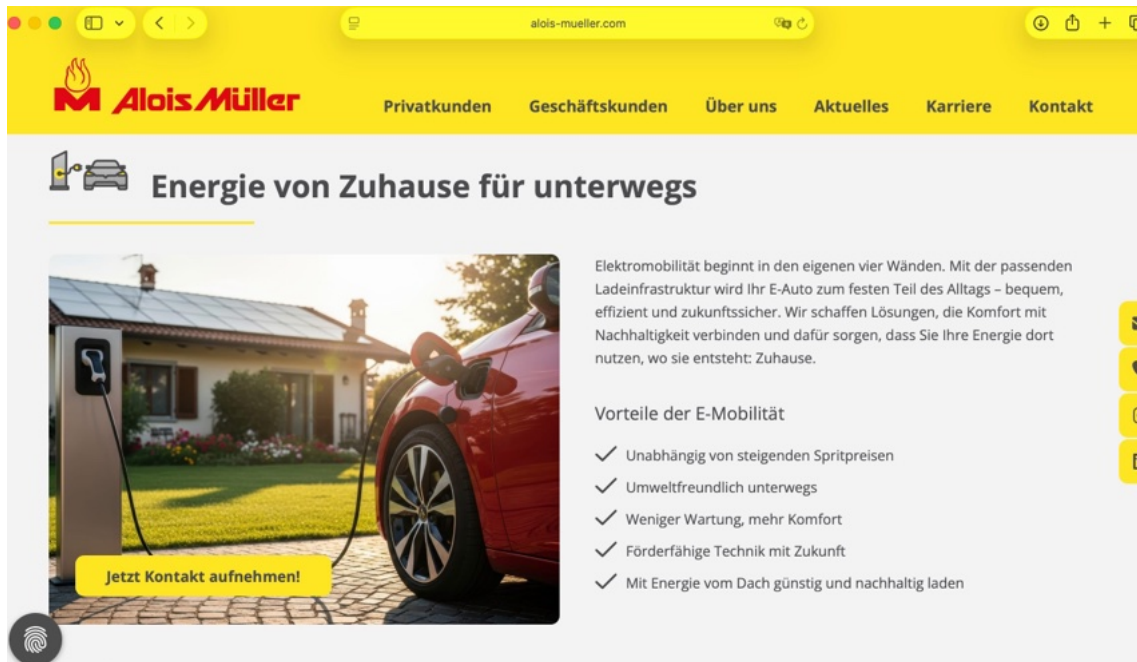 alois-mueller.com
Alois Müller
Privatkunden Geschäftskunden Über uns Aktuelles Karriere Kontakt
Energie von Zuhause für unterwegs
Elektromobilität beginnt in den eigenen vier Wänden. Mit der passenden
Ladeinfrastruktur wird Ihr E-Auto zum festen Teil des Alltags – bequem,
effizient und zukunftssicher. Wir schaffen Lösungen, die Komfort mit
Nachhaltigkeit verbinden und dafür sorgen, dass Sie Ihre Energie dort
nutzen, wo sie entsteht: Zuhause.
Vorteile der E-Mobilität
Unabhängig von steigenden Spritpreisen
Umweltfreundlich unterwegs
Weniger Wartung, mehr Komfort
Förderfähige Technik mit Zukunft
Mit Energie vom Dach günstig und nachhaltig laden
Jetzt Kontakt aufnehmen!